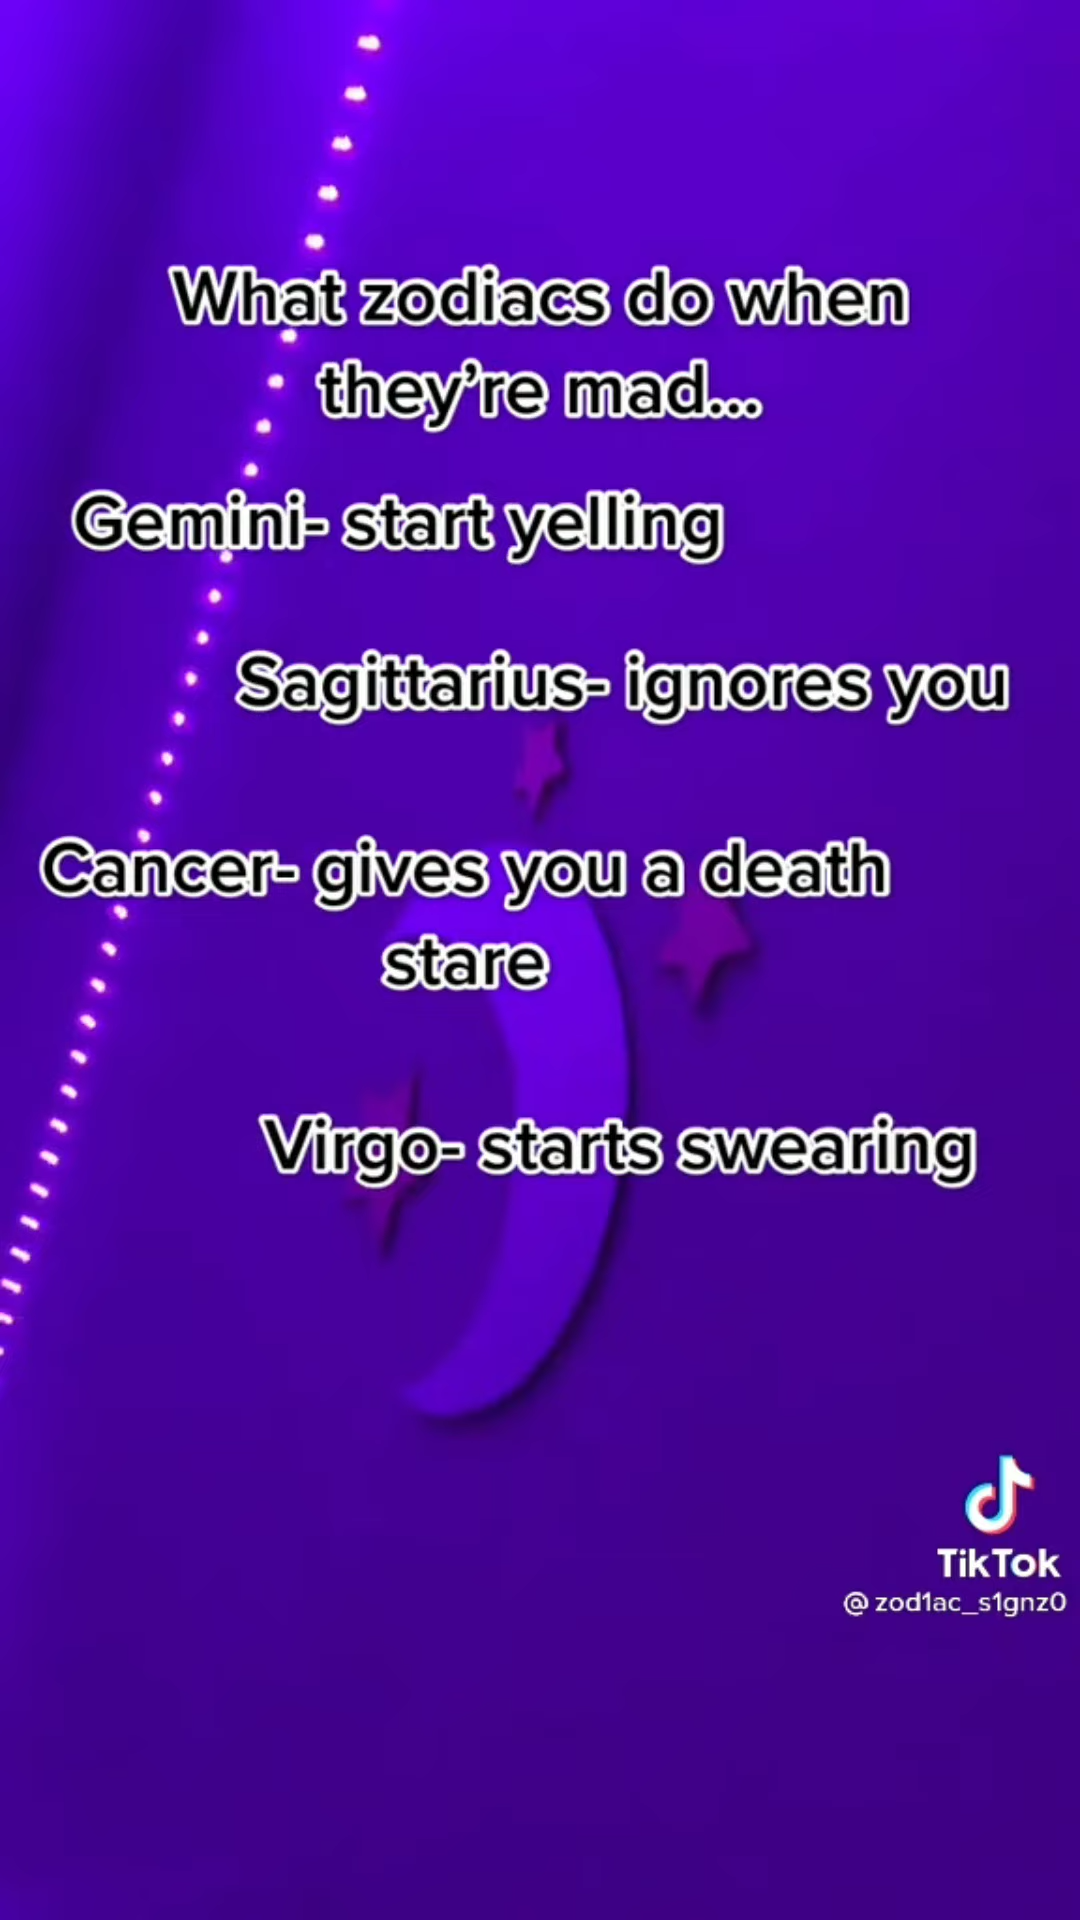 What zodiacs do when
they’re mad...
Gemini- start yelling
Sagittarius- ignores you
Cancer- gives you a death
stare
Virgo- starts swearing
TikTok
@zod1ac_s1gnz0